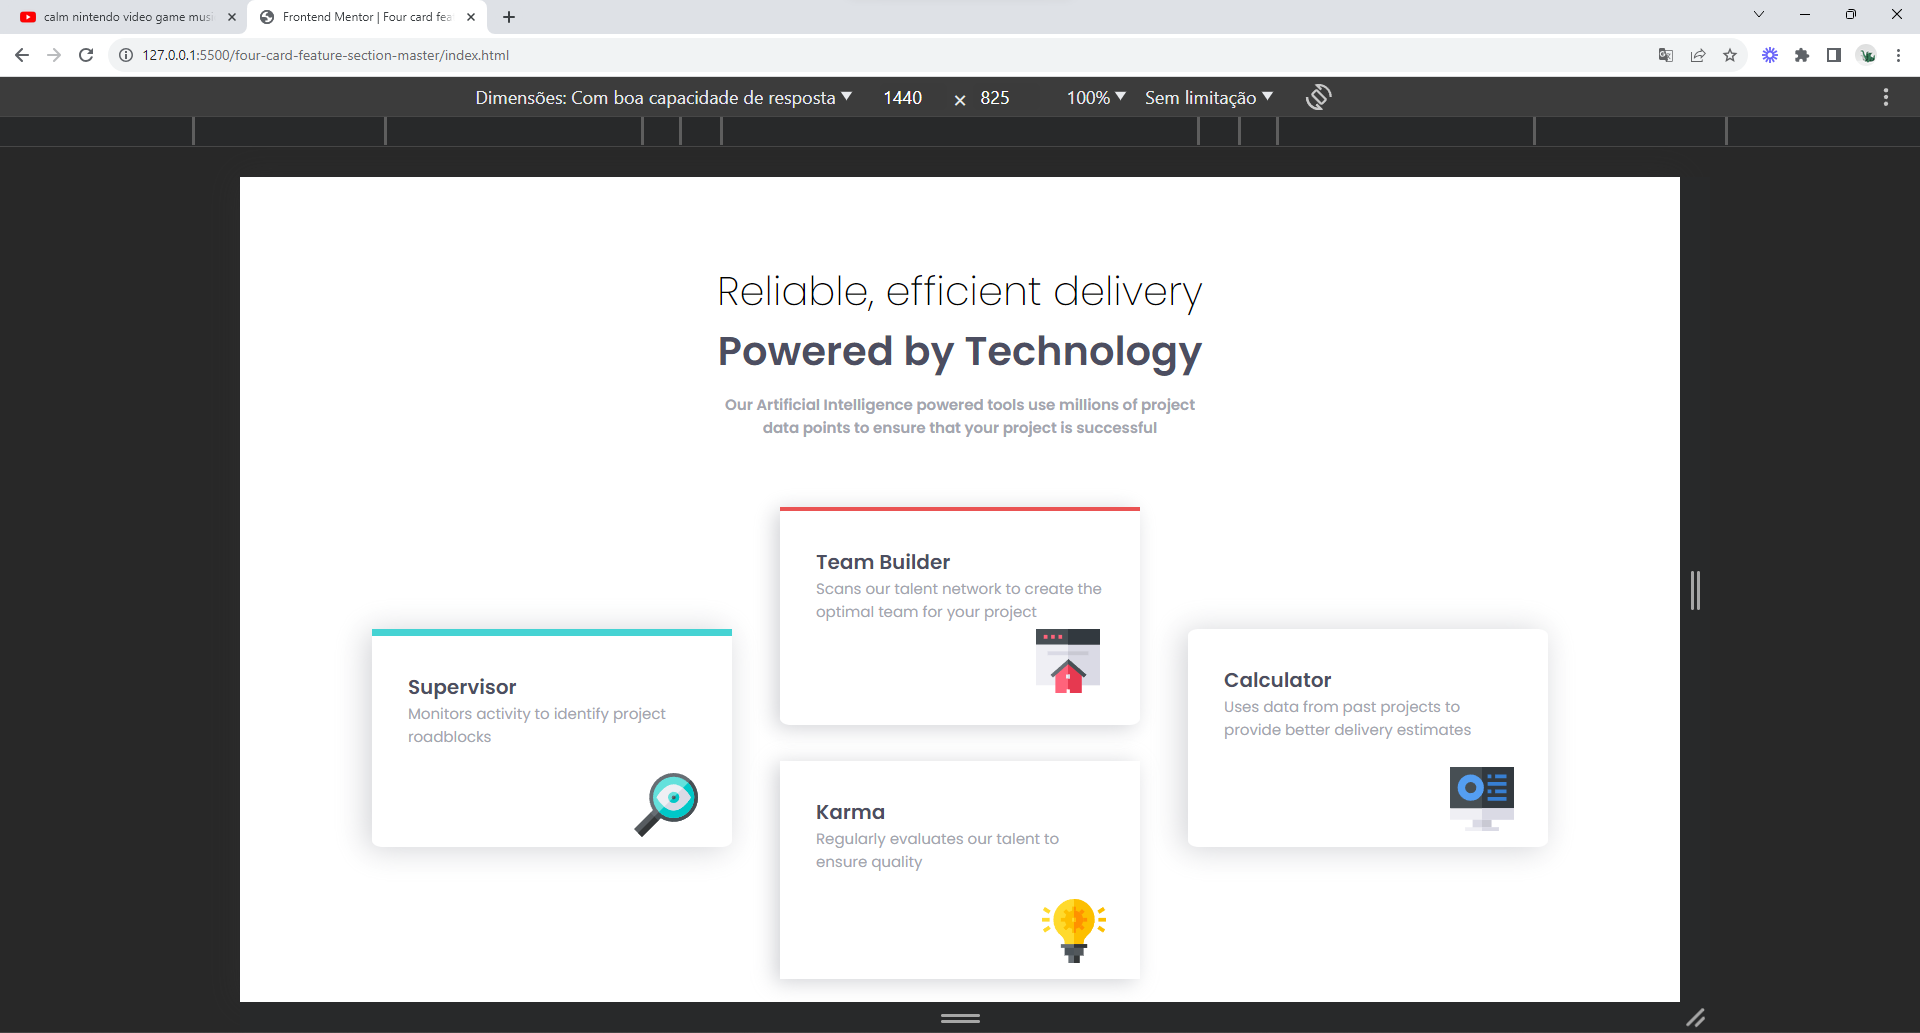 calm nintendo video game musi
Frontend Mentor | Four card fea
127.0.0.1:5500/four-card-feature-section-master/index.html
Dimensões: Com boa capacidade de resposta 1440 × 825 100% Sem limitação
Reliable, efficient delivery
Powered by Technology
Our Artificial Intelligence powered tools use millions of project
data points to ensure that your project is successful
Team Builder
Scans our talent network to create the
optimal team for your project
Supervisor
Monitors activity to identify project
roadblocks
Calculator
Uses data from past projects to
provide better delivery estimates
Karma
Regularly evaluates our talent to
ensure quality